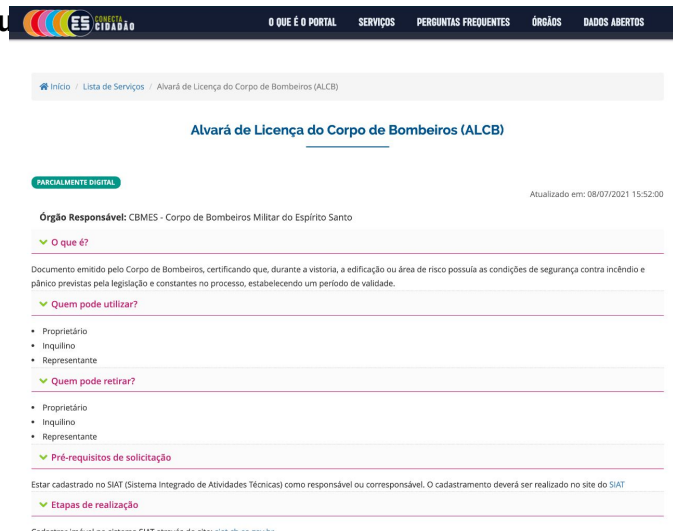 u
ES CONECTA CIDADÃO
O QUE É O PORTAL SERVIÇOS PERGUNTAS FREQUENTES ÓRGÃOS DADOS ABERTOS
Início / Lista de Serviços / Alvará de Licença do Corpo de Bombeiros (ALCB)
Alvará de Licença do Corpo de Bombeiros (ALCB)
PARCIALMENTE DIGITAL
Atualizado em: 08/07/2021 15:52:00
Órgão Responsável: CBMES - Corpo de Bombeiros Militar do Espírito Santo
O que é?
Documento emitido pelo Corpo de Bombeiros, certificando que, durante a vistoria, a edificação ou área de risco possuía as condições de segurança contra incêndio e
pânico previstas pela legislação e constantes no processo, estabelecendo um período de validade.
Quem pode utilizar?
• Proprietário
• Inquilino
• Representante
Quem pode retirar?
• Proprietário
• Inquilino
• Representante
Pré-requisitos de solicitação
Estar cadastrado no SIAT (Sistema Integrado de Atividades Técnicas) como responsável ou corresponsável. O cadastramento deverá ser realizado no site do SIAT
Etapas de realização